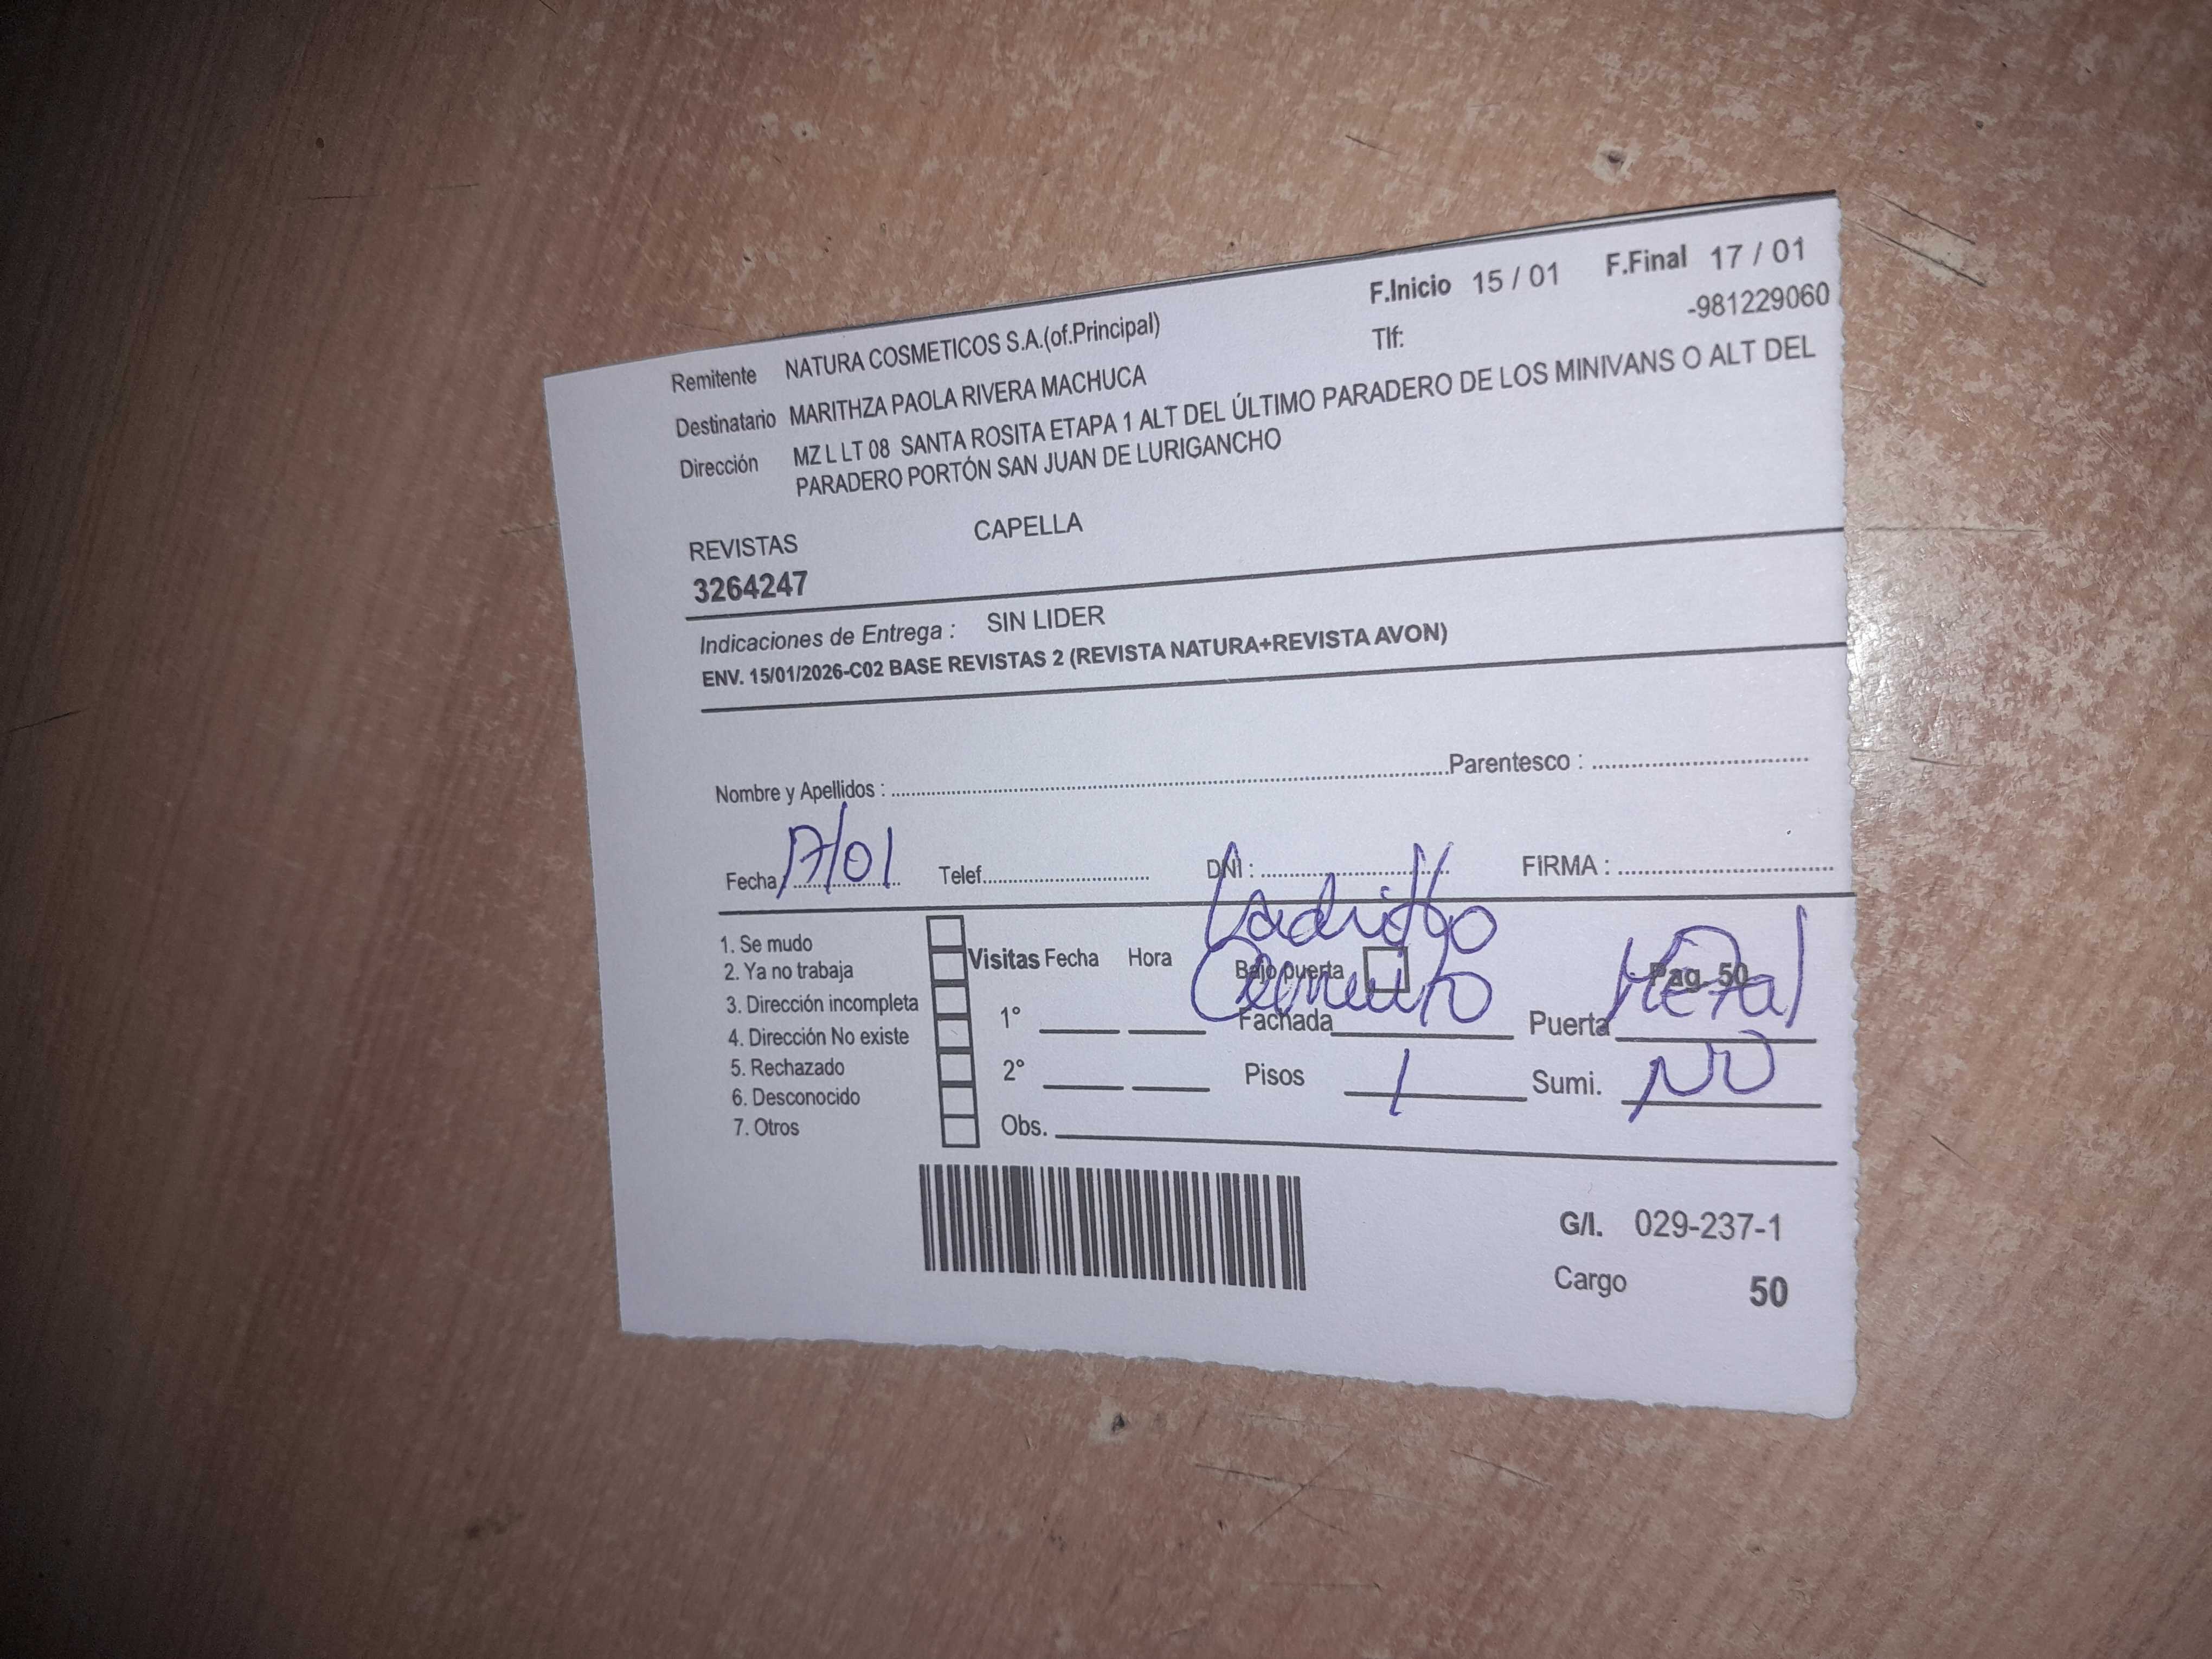 F.Inicio 15 / 01 F.Final 17 / 01
Remitente NATURA COSMETICOS S.A.(of.Principal) Tlf: -981229060
Destinatario MARITHZA PAOLA RIVERA MACHUCA
Dirección MZ L LT 08 SANTA ROSITA ETAPA 1 ALT DEL ÚLTIMO PARADERO DE LOS MINIVANS O ALT DEL
PARADERO PORTÓN SAN JUAN DE LURIGANCHO
REVISTAS CAPELLA
3264247
Indicaciones de Entrega : SIN LIDER
ENV. 15/01/2026-C02 BASE REVISTAS 2 (REVISTA NATURA+REVISTA AVON)
Nombre y Apellidos : Parentesco :
Fecha 17/01 Telef. DNI : FIRMA :
Ladrillo
1. Se mudo
2. Ya no trabaja Visitas Fecha Hora Bajo puerta Pag. 50
Cemento Metal
3. Dirección incompleta 1° Fachada Puerta
4. Dirección No existe
5. Rechazado 2° Pisos 1 Sumi. NO
6. Desconocido
7. Otros Obs.
G/I. 029-237-1
Cargo 50